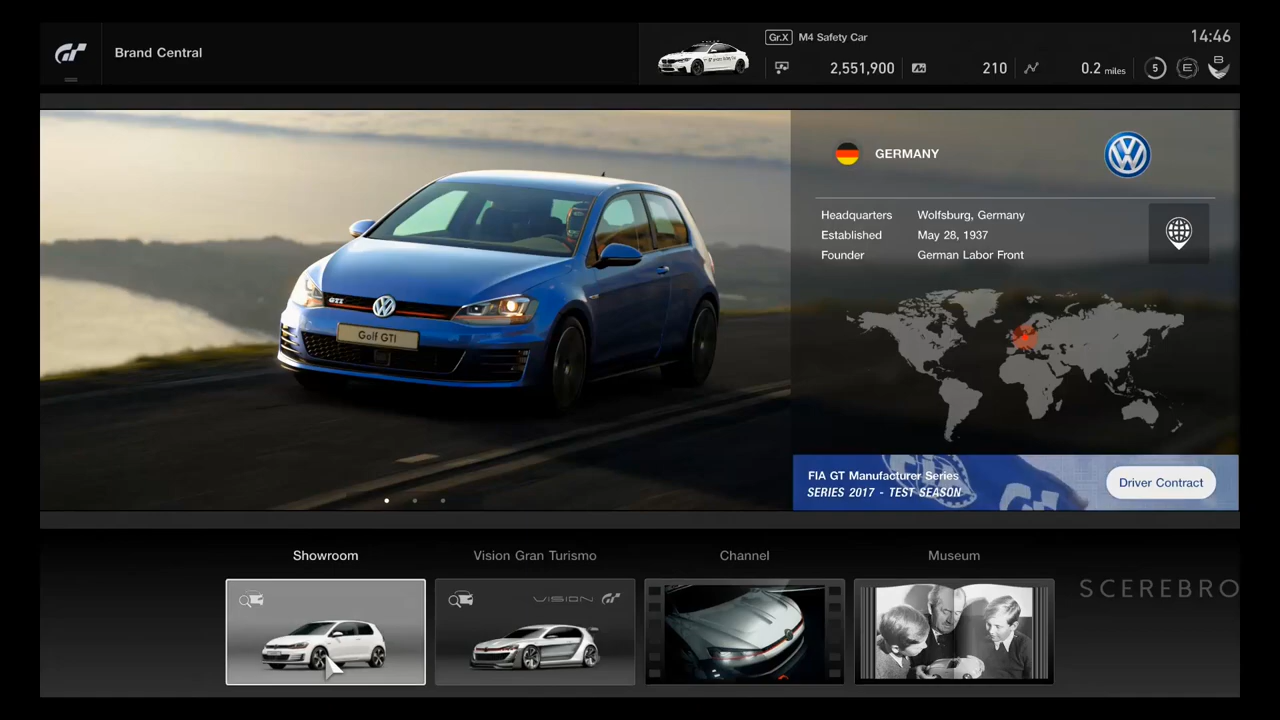 Brand Central
Gr.X M4 Safety Car
14:46
2,551,900
210
0.2 miles
5
E
B
GERMANY
Headquarters Wolfsburg, Germany
Established May 28, 1937
Founder German Labor Front
GTI
Golf GTI
FIA GT Manufacturer Series
SERIES 2017 - TEST SEASON
Driver Contract
Showroom
Vision Gran Turismo
Channel
Museum
VISION
SCEREBRO